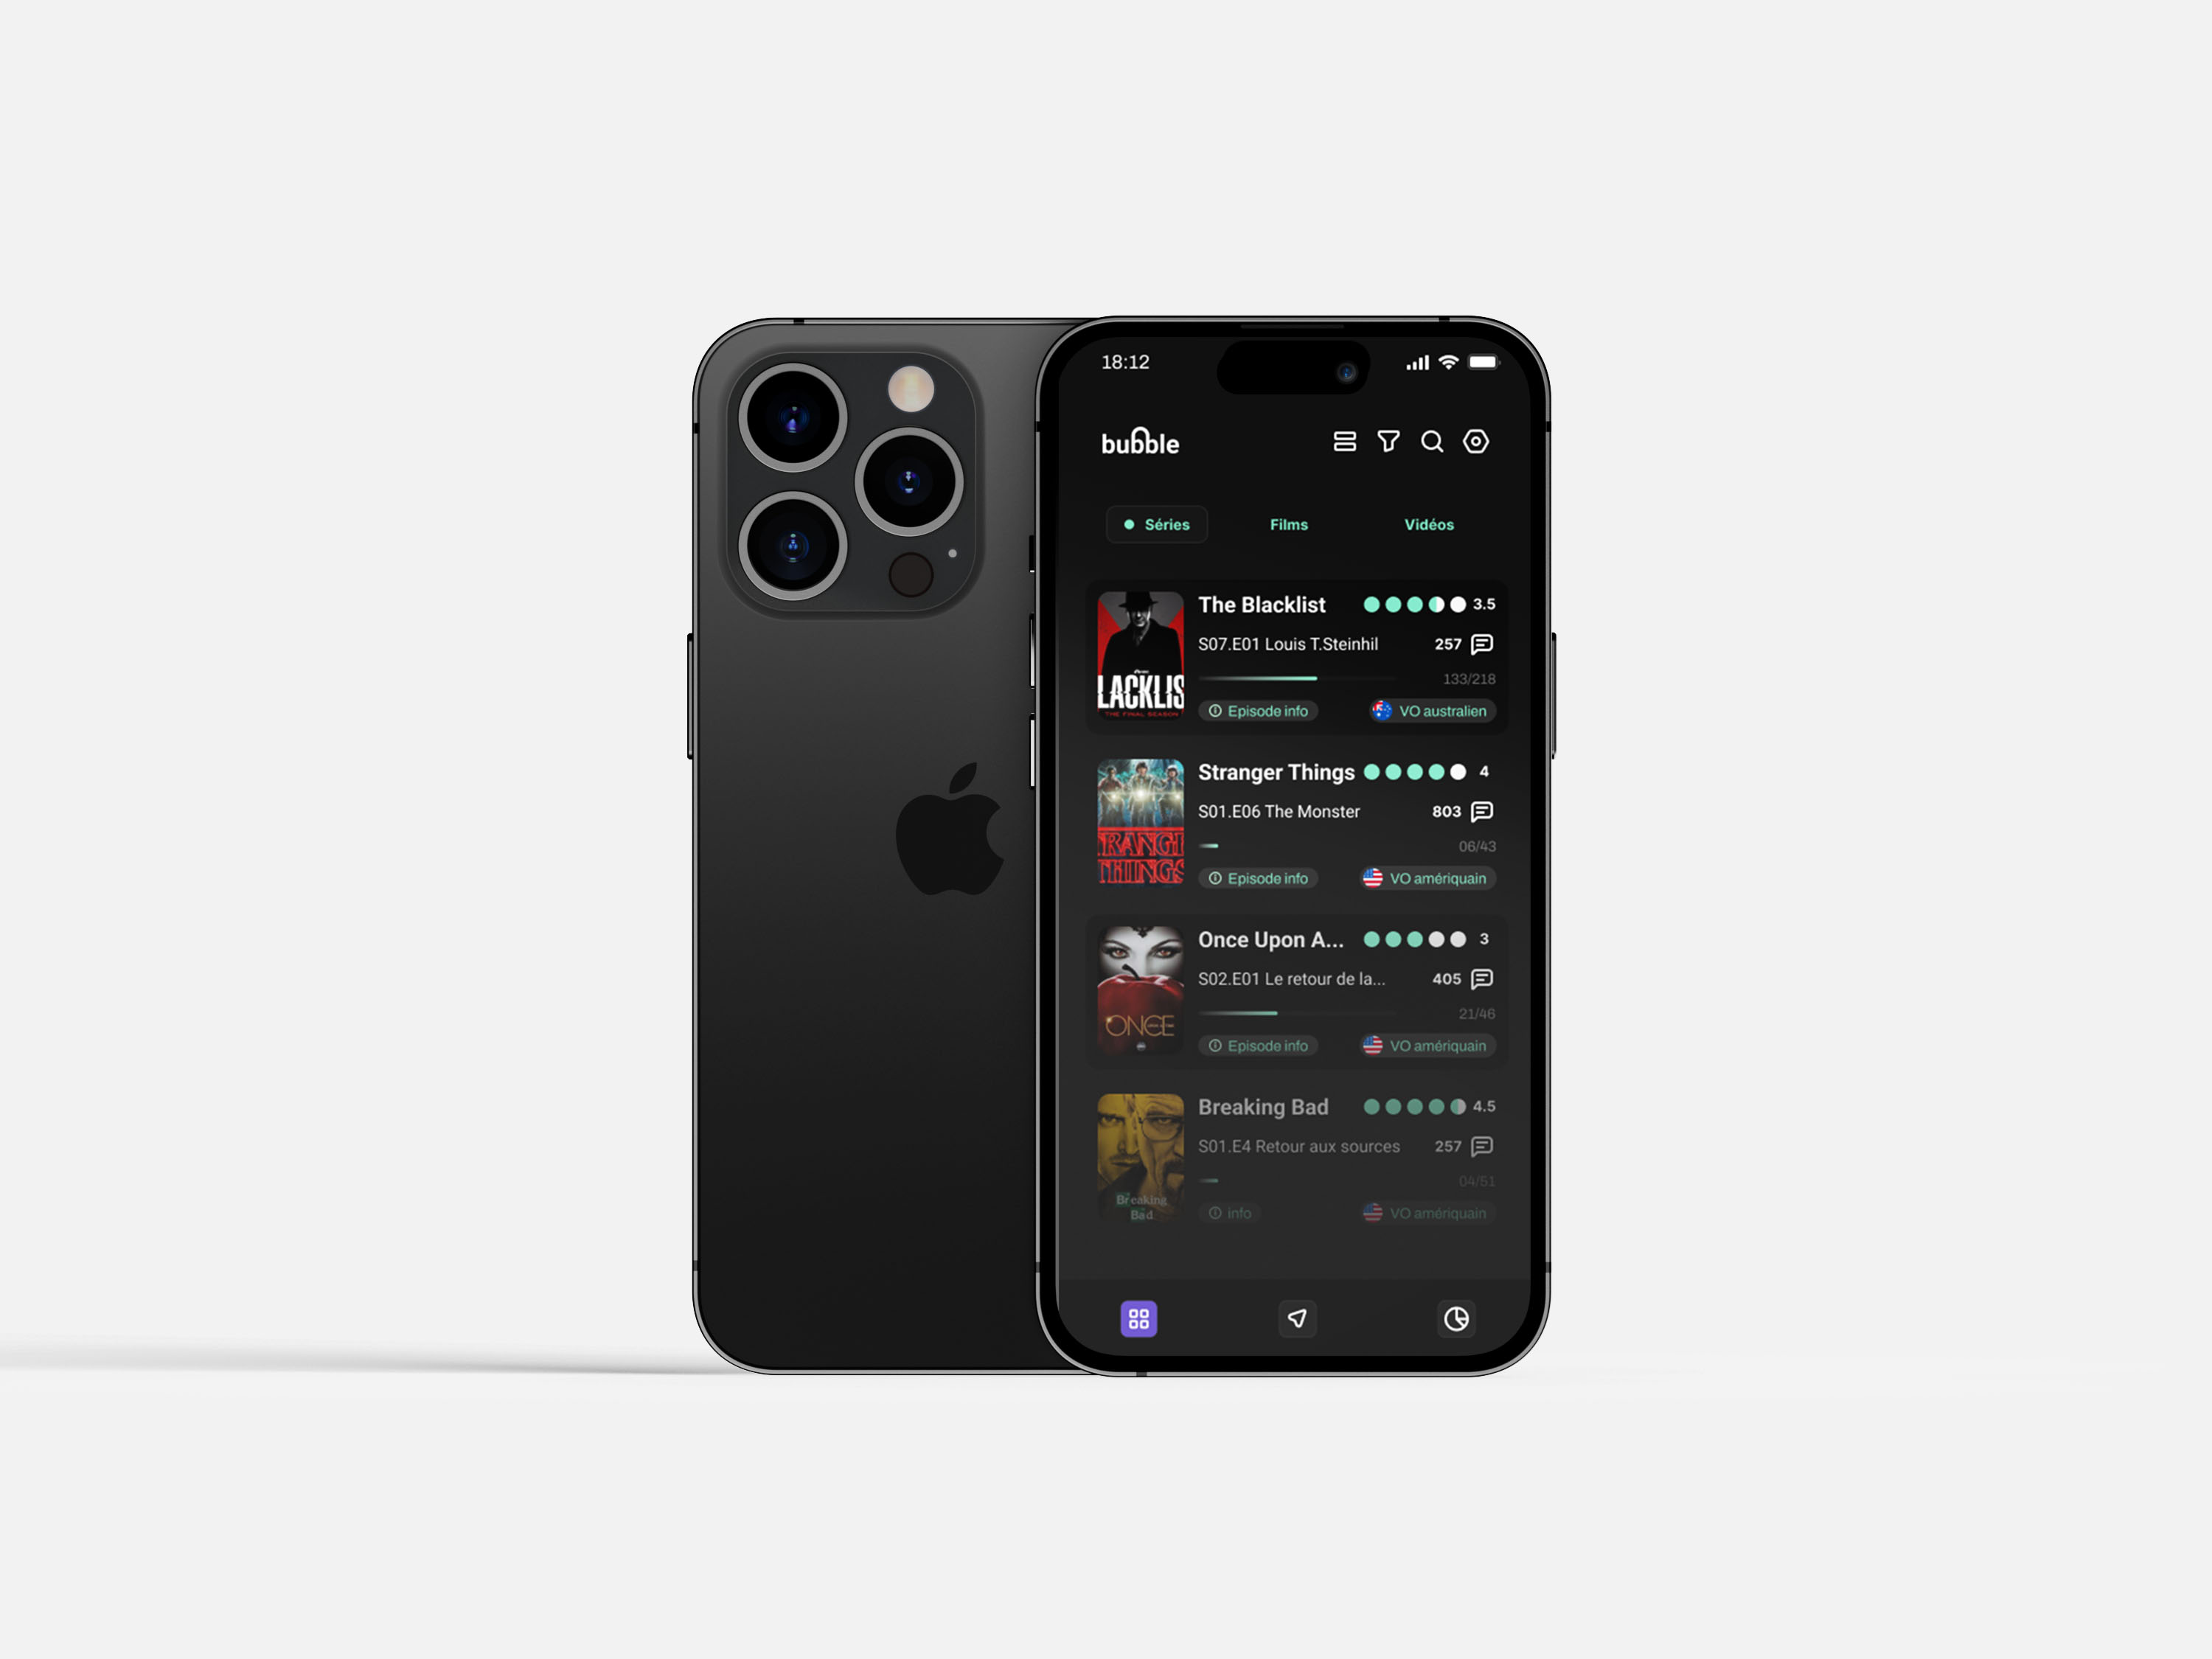 18:12
bubble
Séries Films Vidéos
The Blacklist 3.5
S07.E01 Louis T.Steinhil 257
133/218
Episode info VO australien
LACKLIS
THE FINAL SEASON
Stranger Things 4
S01.E06 The Monster 803
06/43
Episode info VO amériquain
RANG
THINGS
Once Upon A... 3
S02.E01 Le retour de la... 405
21/46
Episode info VO amériquain
ONCE
Breaking Bad 4.5
S01.E4 Retour aux sources 257
04/51
info VO amériquain
Breaking
Bad